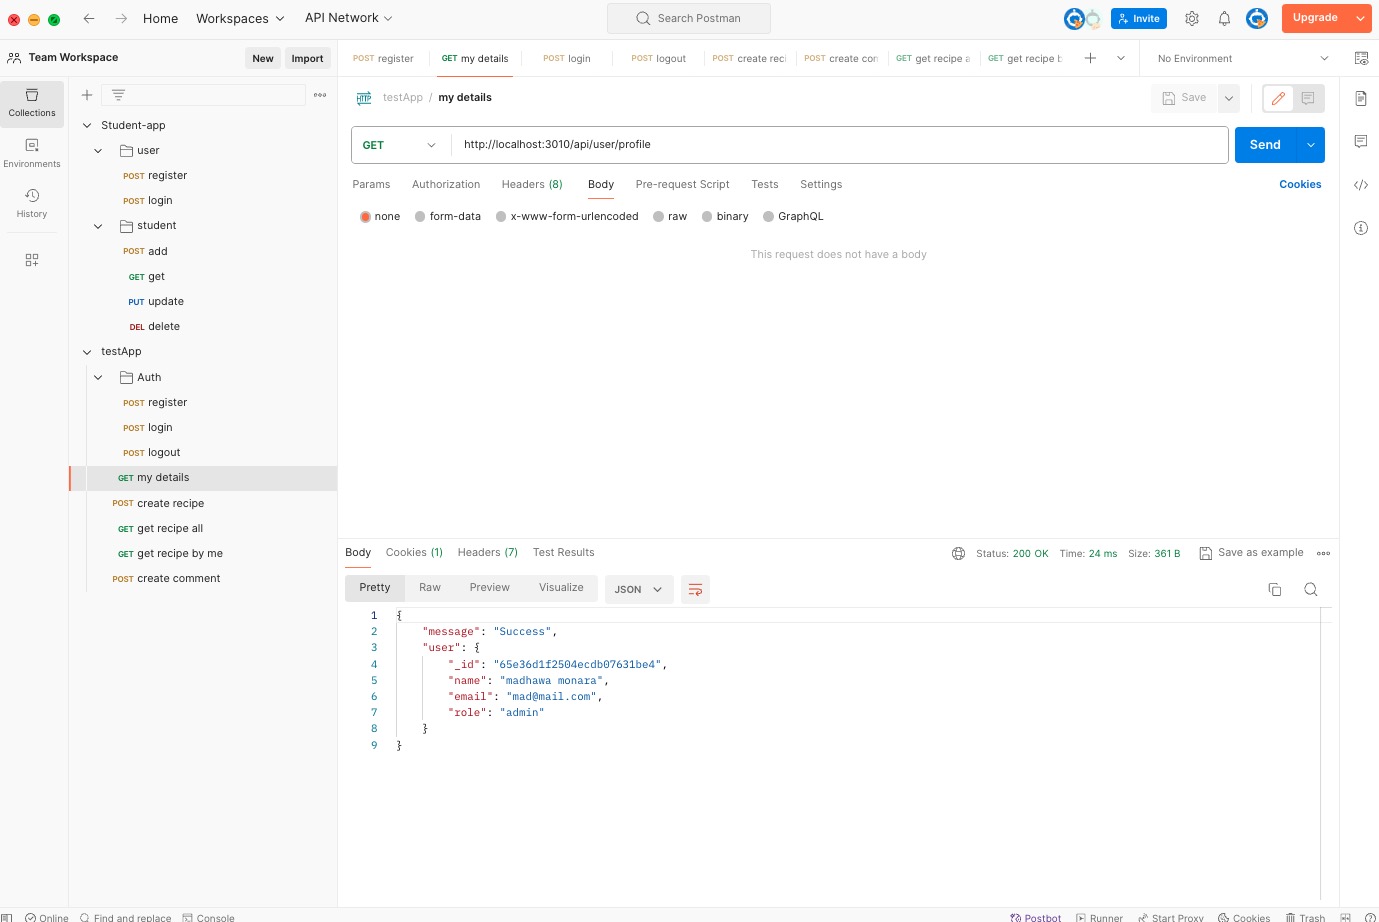 Home Workspaces API Network Search Postman Invite Upgrade
Team Workspace New Import
POST register GET my details POST login POST logout POST create reci POST create con GET get recipe a GET get recipe b No Environment
Collections
Environments
History
Student-app
user
POST register
POST login
student
POST add
GET get
PUT update
DEL delete
testApp
Auth
POST register
POST login
POST logout
GET my details
POST create recipe
GET get recipe all
GET get recipe by me
POST create comment
HTTP testApp / my details Save
GET http://localhost:3010/api/user/profile Send
Params Authorization Headers (8) Body Pre-request Script Tests Settings Cookies
none form-data x-www-form-urlencoded raw binary GraphQL
This request does not have a body
Body Cookies (1) Headers (7) Test Results Status: 200 OK Time: 24 ms Size: 361 B Save as example
Pretty Raw Preview Visualize JSON
1 {
2 "message": "Success",
3 "user": {
4 "_id": "65e36d1f2504ecdb07631be4",
5 "name": "madhawa monara",
6 "email": "mad@mail.com",
7 "role": "admin"
8 }
9 }
Online Find and replace Console Postbot Runner Start Proxy Cookies Trash